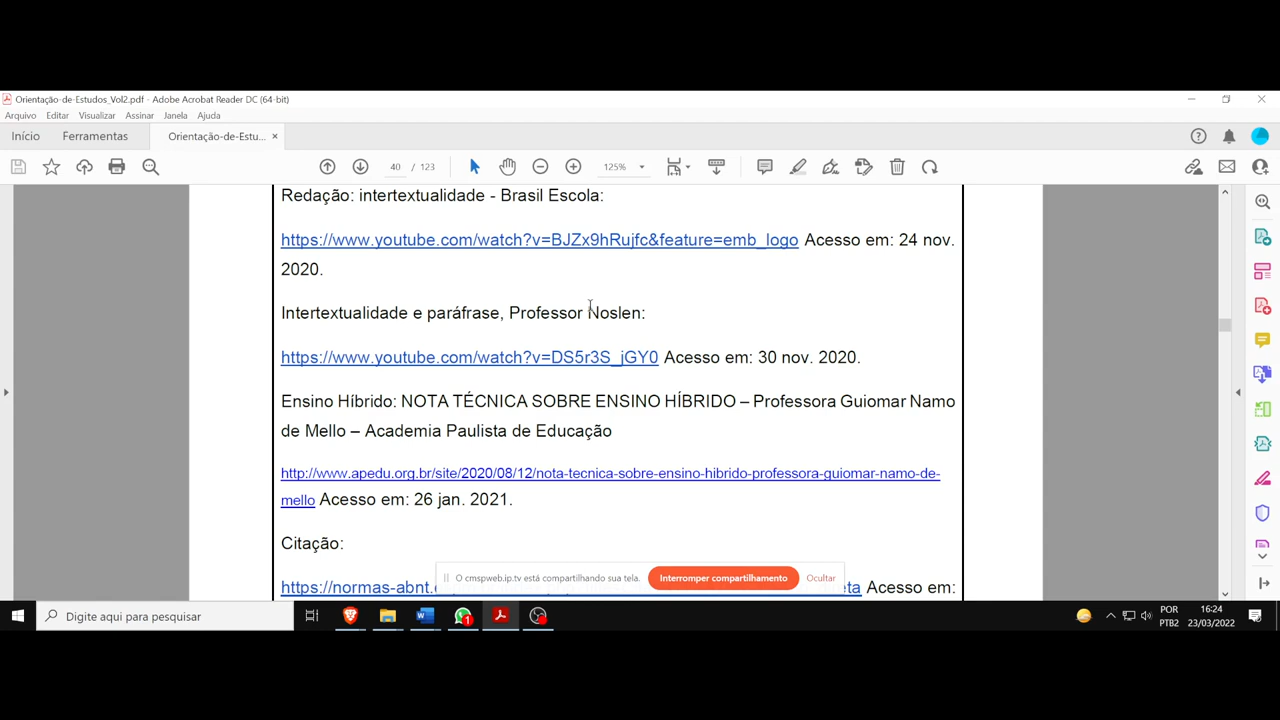 Orientação-de-Estudos_Vol2.pdf - Adobe Acrobat Reader DC (64-bit)
Arquivo Editar Visualizar Assinar Janela Ajuda
Início Ferramentas Orientação-de-Estu... ×
40 / 123 125%
Redação: intertextualidade - Brasil Escola:
https://www.youtube.com/watch?v=BJZx9hRujfc&feature=emb_logo Acesso em: 24 nov.
2020.
Intertextualidade e paráfrase, Professor Noslen:
https://www.youtube.com/watch?v=DS5r3S_jGY0 Acesso em: 30 nov. 2020.
Ensino Híbrido: NOTA TÉCNICA SOBRE ENSINO HÍBRIDO – Professora Guiomar Namo
de Mello – Academia Paulista de Educação
http://www.apedu.org.br/site/2020/08/12/nota-tecnica-sobre-ensino-hibrido-professora-guiomar-namo-de-
mello Acesso em: 26 jan. 2021.
Citação:
O cmspweb.ip.tv está compartilhando sua tela. Interromper compartilhamento Ocultar
https://normas-abnt. eta Acesso em:
Digite aqui para pesquisar
1
POR
PTB2
16:24
23/03/2022